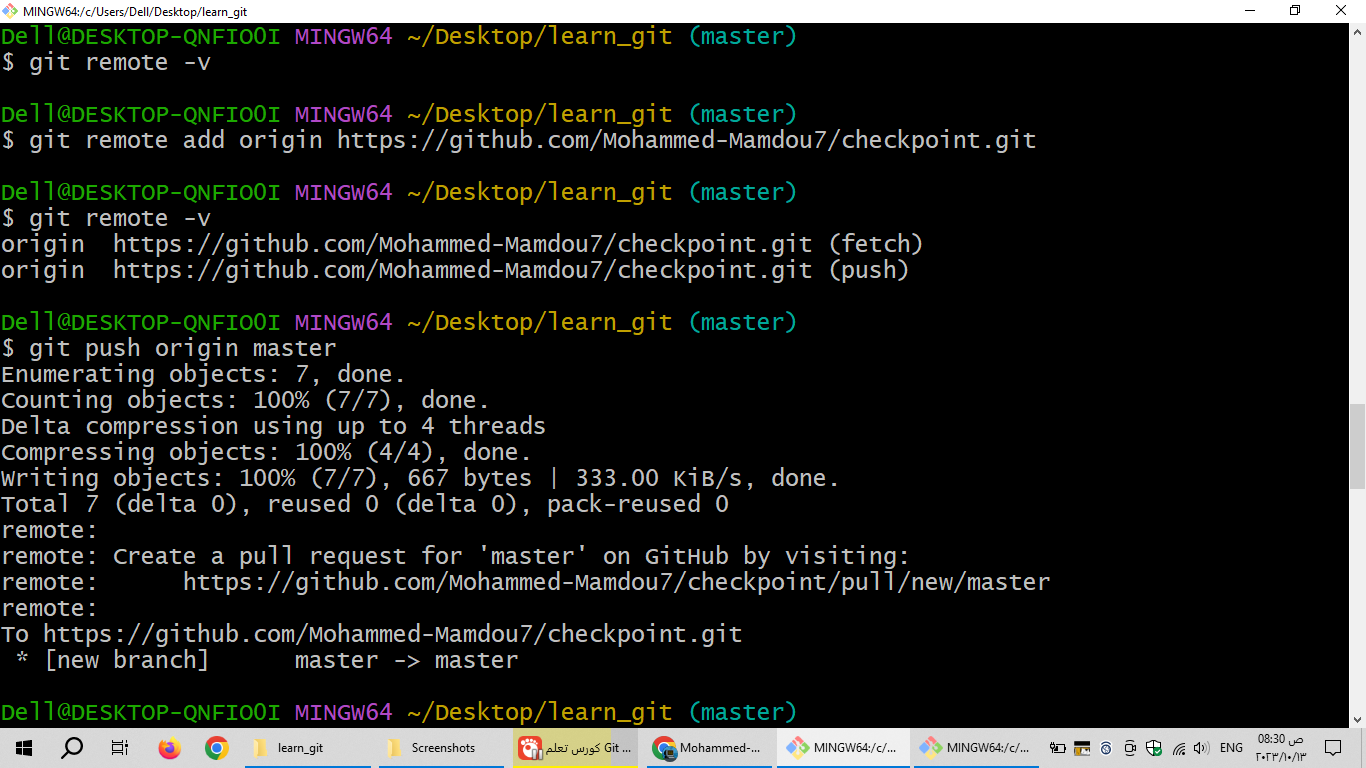 MINGW64:/c/Users/Dell/Desktop/learn_git
Dell@DESKTOP-QNFIO0I MINGW64 ~/Desktop/learn_git (master)
$ git remote -v
Dell@DESKTOP-QNFIO0I MINGW64 ~/Desktop/learn_git (master)
$ git remote add origin https://github.com/Mohammed-Mamdou7/checkpoint.git
Dell@DESKTOP-QNFIO0I MINGW64 ~/Desktop/learn_git (master)
$ git remote -v
origin  https://github.com/Mohammed-Mamdou7/checkpoint.git (fetch)
origin  https://github.com/Mohammed-Mamdou7/checkpoint.git (push)
Dell@DESKTOP-QNFIO0I MINGW64 ~/Desktop/learn_git (master)
$ git push origin master
Enumerating objects: 7, done.
Counting objects: 100% (7/7), done.
Delta compression using up to 4 threads
Compressing objects: 100% (4/4), done.
Writing objects: 100% (7/7), 667 bytes | 333.00 KiB/s, done.
Total 7 (delta 0), reused 0 (delta 0), pack-reused 0
remote:
remote: Create a pull request for 'master' on GitHub by visiting:
remote:      https://github.com/Mohammed-Mamdou7/checkpoint/pull/new/master
remote:
To https://github.com/Mohammed-Mamdou7/checkpoint.git
 * [new branch]      master -> master
Dell@DESKTOP-QNFIO0I MINGW64 ~/Desktop/learn_git (master)
learn_git
Screenshots
كورس تعلم Git ...
Mohammed-...
MINGW64:/c/...
MINGW64:/c/...
ENG
08:30 ص
٢٠٢٣/١٠/١٣